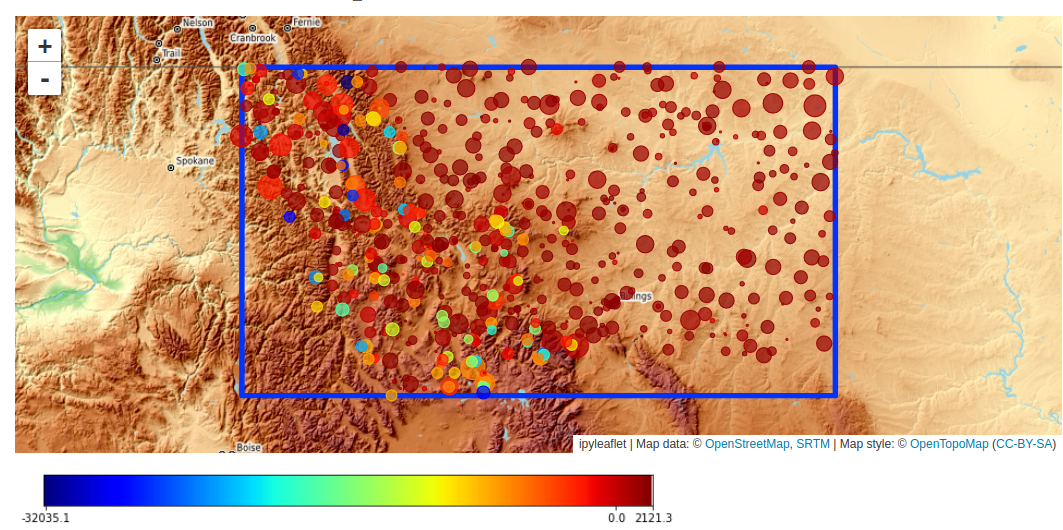 Nelson
Fernie
Cranbrook
Trail
+
-
Spokane
Boise
ipyleaflet | Map data: © OpenStreetMap, SRTM | Map style: © OpenTopoMap (CC-BY-SA)
-32035.1 0.0 2121.3